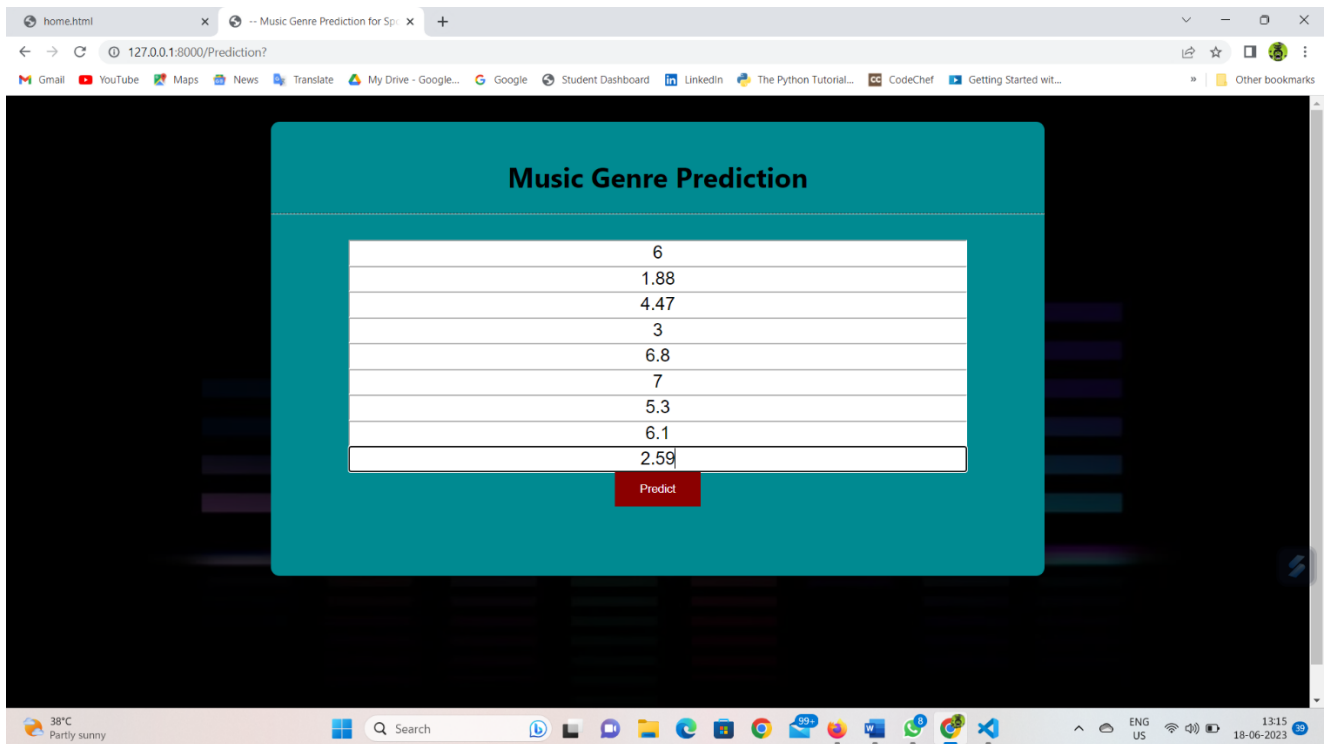 home.html
-- Music Genre Prediction for Sp
127.0.0.1:8000/Prediction?
Gmail YouTube Maps News Translate My Drive - Google... Google Student Dashboard LinkedIn The Python Tutorial... CodeChef Getting Started wit... » Other bookmarks
Music Genre Prediction
6
1.88
4.47
3
6.8
7
5.3
6.1
2.59
Predict
38°C
Partly sunny
Search
99+
8
ENG
US
13:15
18-06-2023
39